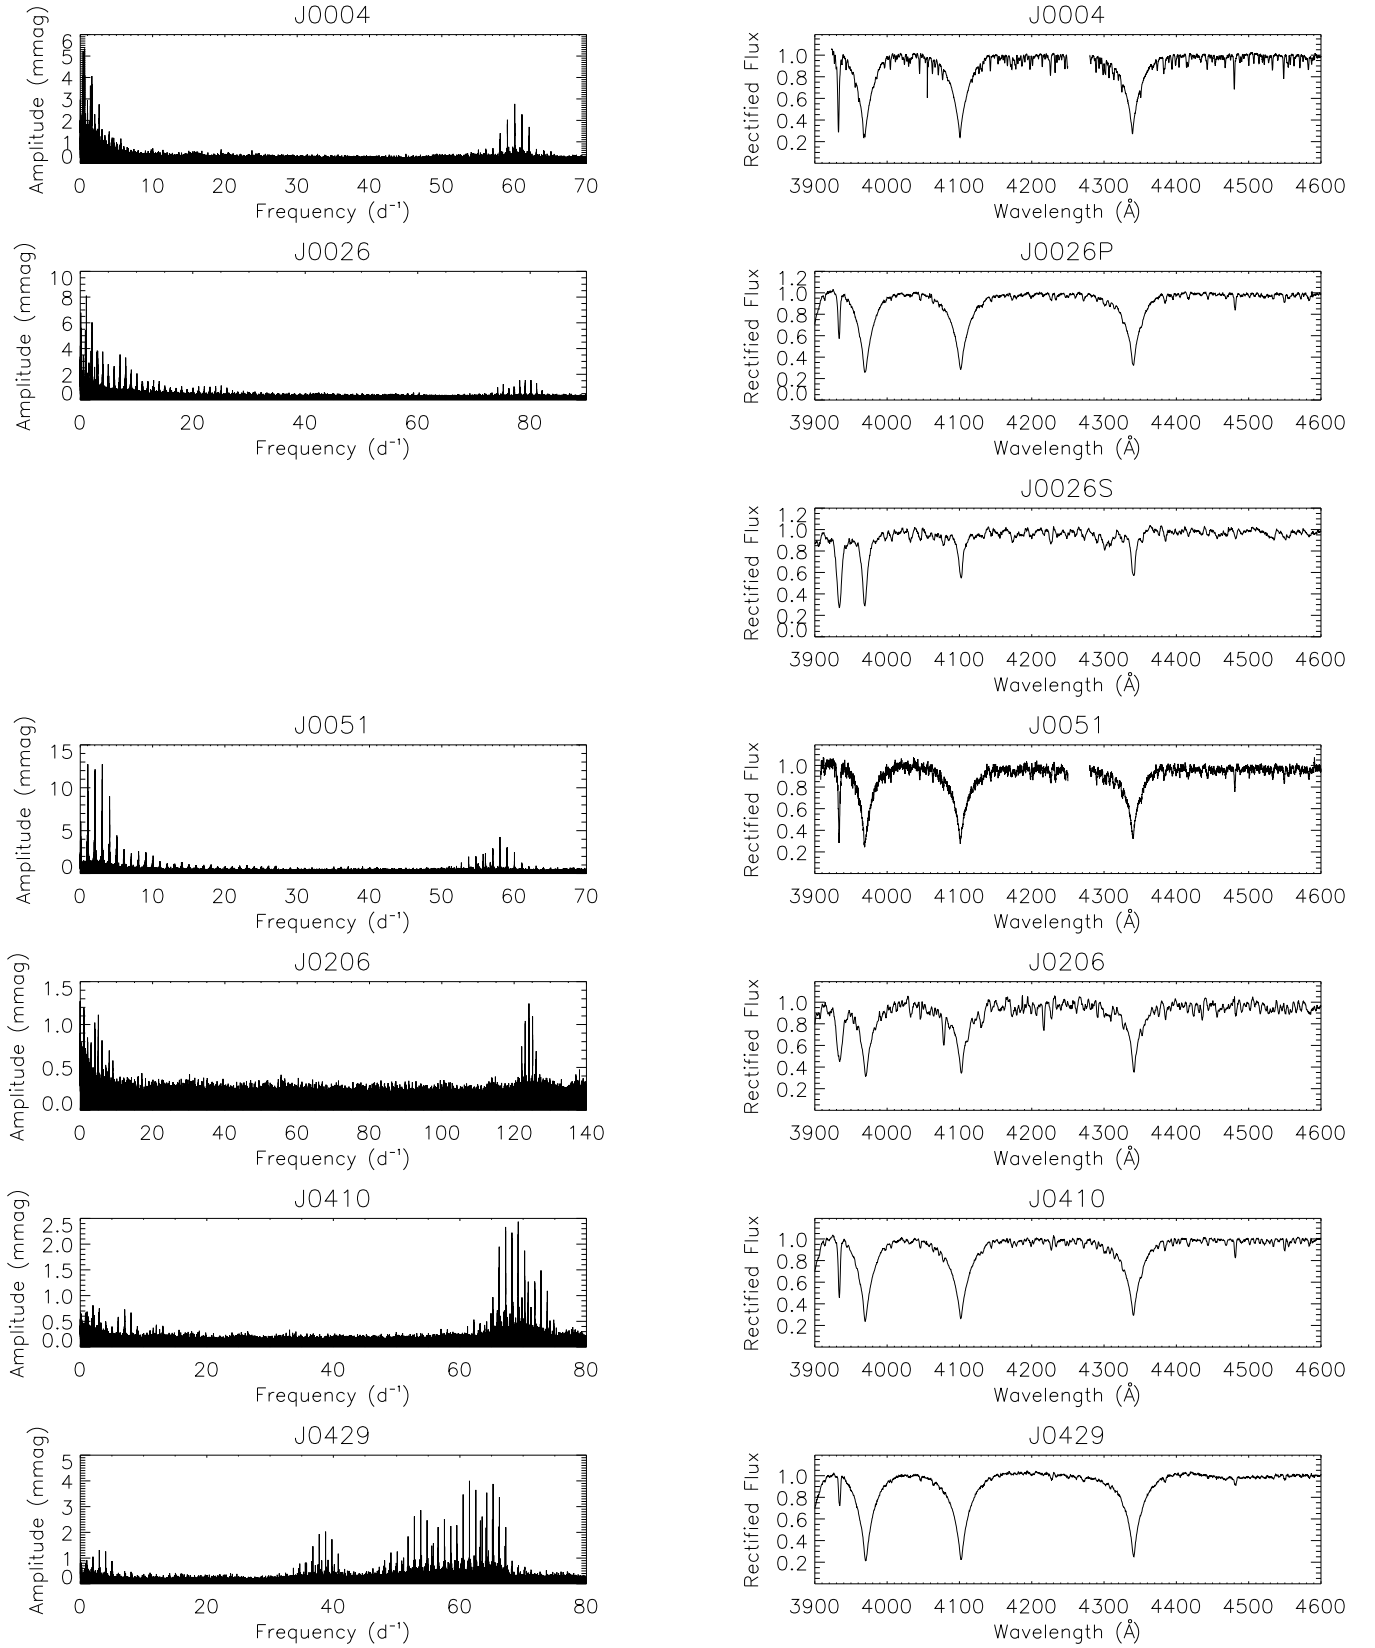 J0004
Amplitude (mmag)
6
5
4
3
2
1
0
0 10 20 30 40 50 60 70
Frequency (d⁻¹)
J0004
Rectified Flux
1.0
0.8
0.6
0.4
0.2
3900 4000 4100 4200 4300 4400 4500 4600
Wavelength (Å)
J0026
Amplitude (mmag)
10
8
6
4
2
0
0 20 40 60 80
Frequency (d⁻¹)
J0026P
Rectified Flux
1.2
1.0
0.8
0.6
0.4
0.2
0.0
3900 4000 4100 4200 4300 4400 4500 4600
Wavelength (Å)
J0026S
Rectified Flux
1.2
1.0
0.8
0.6
0.4
0.2
0.0
3900 4000 4100 4200 4300 4400 4500 4600
Wavelength (Å)
J0051
Amplitude (mmag)
15
10
5
0
0 10 20 30 40 50 60 70
Frequency (d⁻¹)
J0051
Rectified Flux
1.0
0.8
0.6
0.4
0.2
3900 4000 4100 4200 4300 4400 4500 4600
Wavelength (Å)
J0206
Amplitude (mmag)
1.5
1.0
0.5
0.0
0 20 40 60 80 100 120 140
Frequency (d⁻¹)
J0206
Rectified Flux
1.0
0.8
0.6
0.4
0.2
3900 4000 4100 4200 4300 4400 4500 4600
Wavelength (Å)
J0410
Amplitude (mmag)
2.5
2.0
1.5
1.0
0.5
0.0
0 20 40 60 80
Frequency (d⁻¹)
J0410
Rectified Flux
1.0
0.8
0.6
0.4
0.2
3900 4000 4100 4200 4300 4400 4500 4600
Wavelength (Å)
J0429
Amplitude (mmag)
5
4
3
2
1
0
0 20 40 60 80
Frequency (d⁻¹)
J0429
Rectified Flux
1.0
0.8
0.6
0.4
0.2
3900 4000 4100 4200 4300 4400 4500 4600
Wavelength (Å)